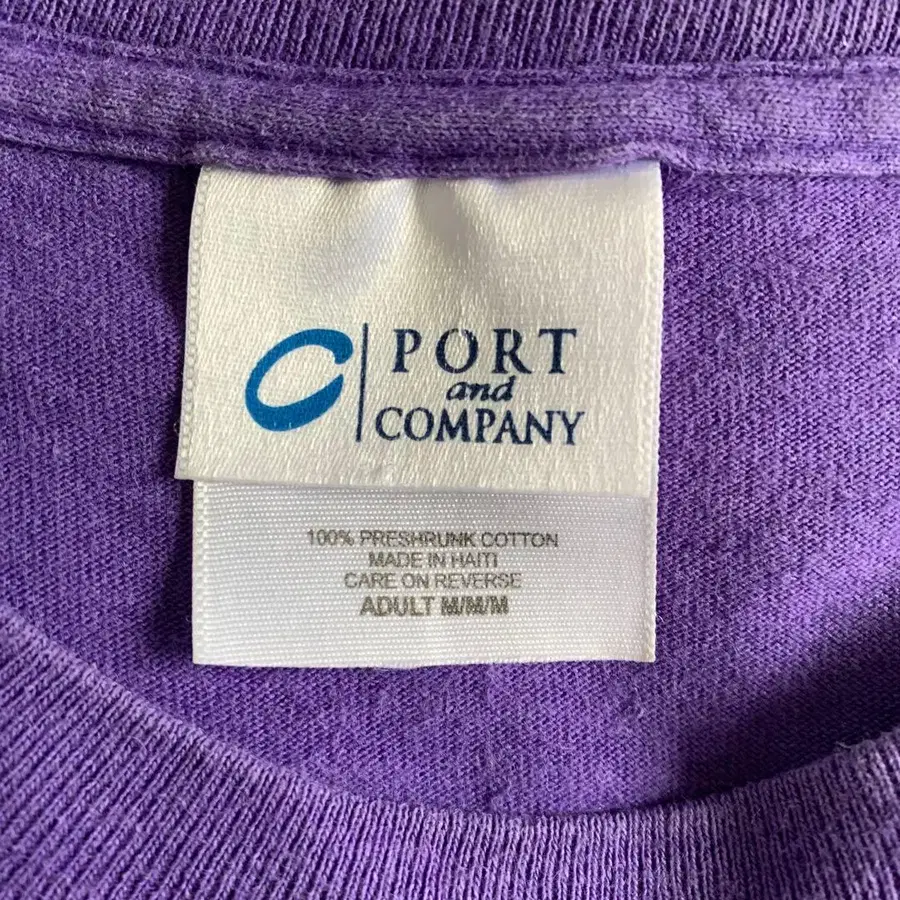 PORT
and
COMPANY
100% PRESHRUNK COTTON
MADE IN HAITI
CARE ON REVERSE
ADULT M/M/M